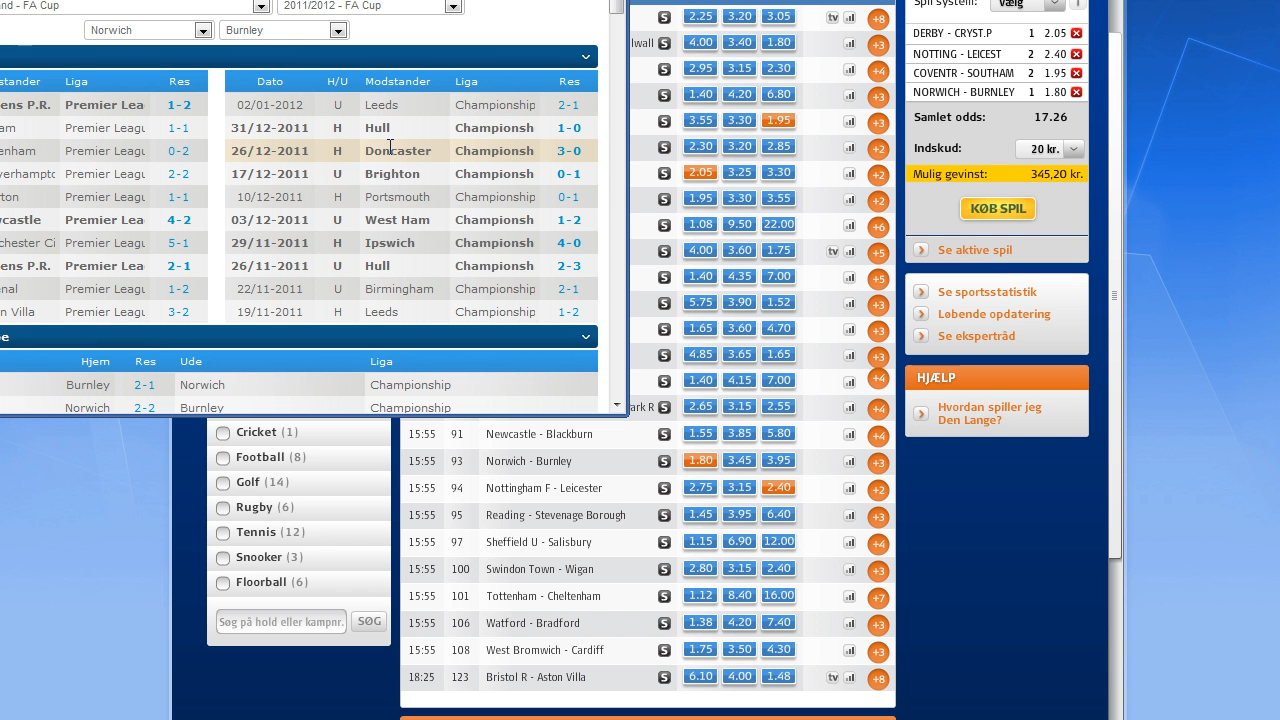 2011/2012 - FA Cup
Norwich Burnley
Liga Res
Premier Lea 1-2
Premier Leagu 1-1
Premier Leagu 0-2
Premier Leagu 2-2
Premier Leagu 1-1
Premier Lea 4-2
Premier Leagu 5-1
Premier Lea 2-1
Premier Leagu 1-2
Premier Leagu 3-2
Dato H/U Modstander Liga Res
02/01-2012 U Leeds Championship 2-1
31/12-2011 H Hull Championsh 1-0
26/12-2011 H Doncaster Championsh 3-0
17/12-2011 U Brighton Championsh 0-1
10/12-2011 H Portsmouth Championship 0-1
03/12-2011 U West Ham Championsh 1-2
29/11-2011 H Ipswich Championsh 4-0
26/11-2011 U Hull Championsh 2-3
22/11-2011 U Birmingham Championship 2-1
19/11-2011 H Leeds Championship 1-2
Hjem Res Ude Liga
Burnley 2-1 Norwich Championship
Norwich 2-2 Burnley Championship
Cricket (1)
Football (8)
Golf (14)
Rugby (6)
Tennis (12)
Snooker (3)
Floorball (6)
Søg på hold eller kampnr. SØG
S 2.25 3.20 3.05 tv +8
lwall S 4.00 3.40 1.80 +3
S 2.95 3.15 2.30 +4
S 1.40 4.20 6.80 +3
S 3.55 3.30 1.95 +3
S 2.30 3.20 2.85 +2
S 2.05 3.25 3.30 +2
S 1.95 3.30 3.55 +2
S 1.08 9.50 22.00 +6
S 4.00 3.60 1.75 tv +5
S 1.40 4.35 7.00 +5
S 5.75 3.90 1.52 +3
S 1.65 3.60 4.70 +3
S 4.85 3.65 1.65 +3
S 1.40 4.15 7.00 +4
ark R S 2.65 3.15 2.55 +4
15:55 91 Newcastle - Blackburn S 1.55 3.85 5.80 +4
15:55 93 Norwich - Burnley S 1.80 3.45 3.95 +3
15:55 94 Nottingham F - Leicester S 2.75 3.15 2.40 +2
15:55 95 Reading - Stevenage Borough S 1.45 3.95 6.40 +3
15:55 97 Sheffield U - Salisbury S 1.15 6.90 12.00 +4
15:55 100 Swindon Town - Wigan S 2.80 3.15 2.40 +3
15:55 101 Tottenham - Cheltenham S 1.12 8.40 16.00 +7
15:55 106 Watford - Bradford S 1.38 4.20 7.40 +3
15:55 108 West Bromwich - Cardiff S 1.75 3.50 4.30 +3
18:25 123 Bristol R - Aston Villa S 6.10 4.00 1.48 tv +8
Spil system: Vælg
DERBY - CRYST.P 1 2.05
NOTTING - LEICEST 2 2.40
COVENTR - SOUTHAM 2 1.95
NORWICH - BURNLEY 1 1.80
Samlet odds: 17.26
Indskud: 20 kr.
Mulig gevinst: 345,20 kr.
KØB SPIL
Se aktive spil
Se sportsstatistik
Løbende opdatering
Se ekspertråd
HJÆLP
Hvordan spiller jeg
Den Lange?